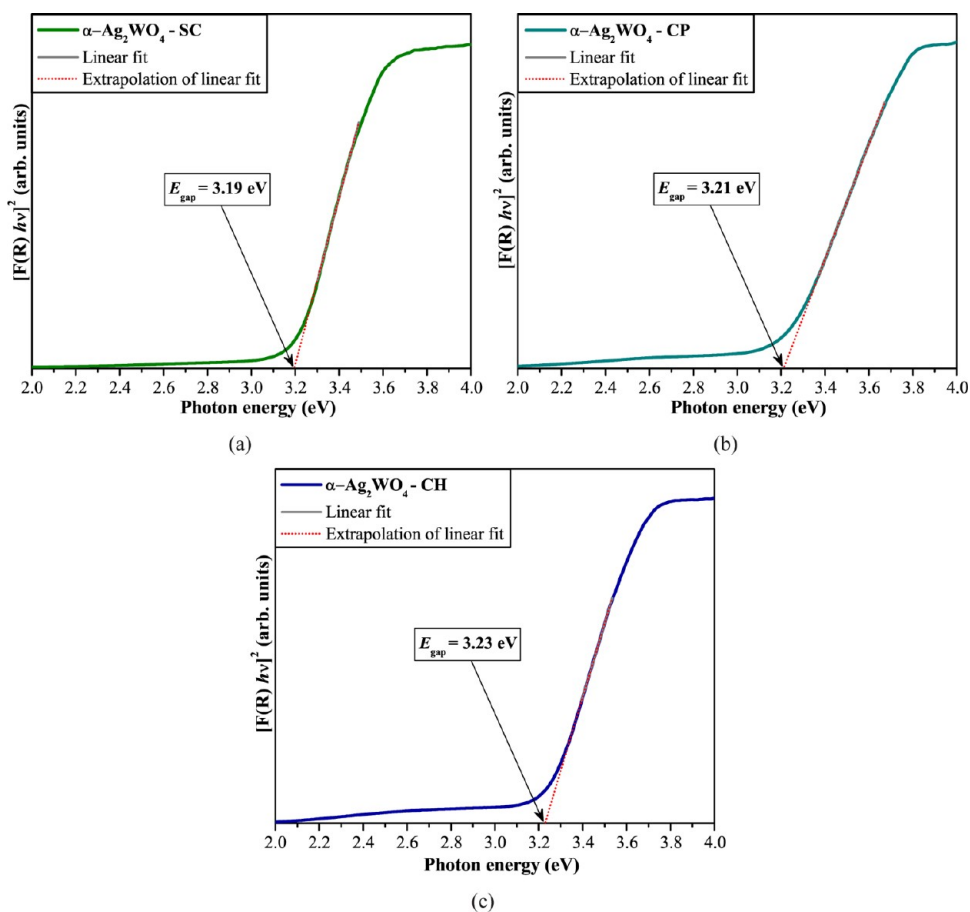 α–Ag₂WO₄ - SC
Linear fit
Extrapolation of linear fit
[F(R) hν]² (arb. units)
E_gap = 3.19 eV
2.0 2.2 2.4 2.6 2.8 3.0 3.2 3.4 3.6 3.8 4.0
Photon energy (eV)
(a)
α–Ag₂WO₄ - CP
Linear fit
Extrapolation of linear fit
[F(R) hν]² (arb. units)
E_gap = 3.21 eV
2.0 2.2 2.4 2.6 2.8 3.0 3.2 3.4 3.6 3.8 4.0
Photon energy (eV)
(b)
α–Ag₂WO₄ - CH
Linear fit
Extrapolation of linear fit
[F(R) hν]² (arb. units)
E_gap = 3.23 eV
2.0 2.2 2.4 2.6 2.8 3.0 3.2 3.4 3.6 3.8 4.0
Photon energy (eV)
(c)